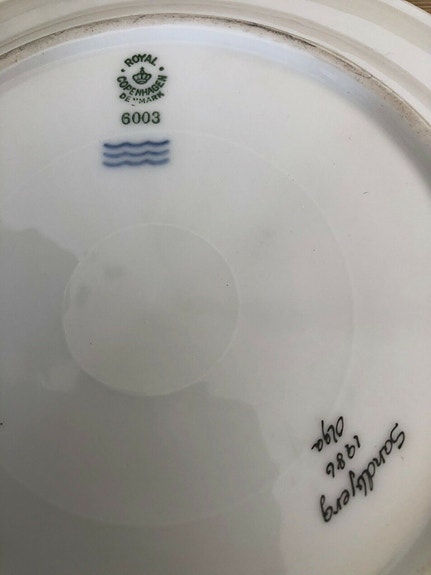 ROYAL
COPENHAGEN
DENMARK
6003
Olga
1986
Sandbjerg